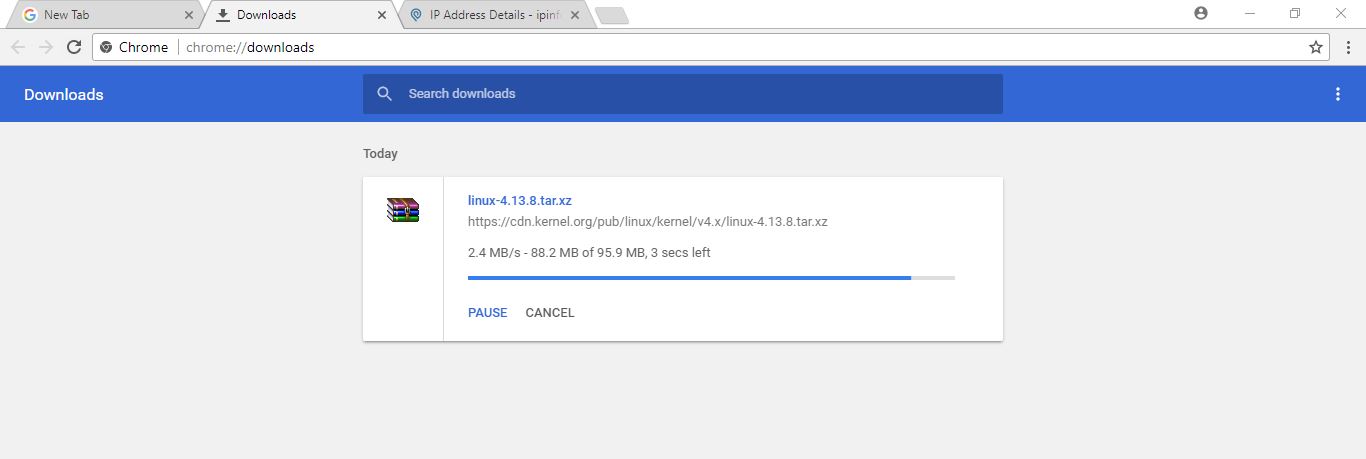 New Tab
Downloads
IP Address Details - ipinf
Chrome
chrome://downloads
Downloads
Search downloads
Today
linux-4.13.8.tar.xz
https://cdn.kernel.org/pub/linux/kernel/v4.x/linux-4.13.8.tar.xz
2.4 MB/s - 88.2 MB of 95.9 MB, 3 secs left
PAUSE CANCEL